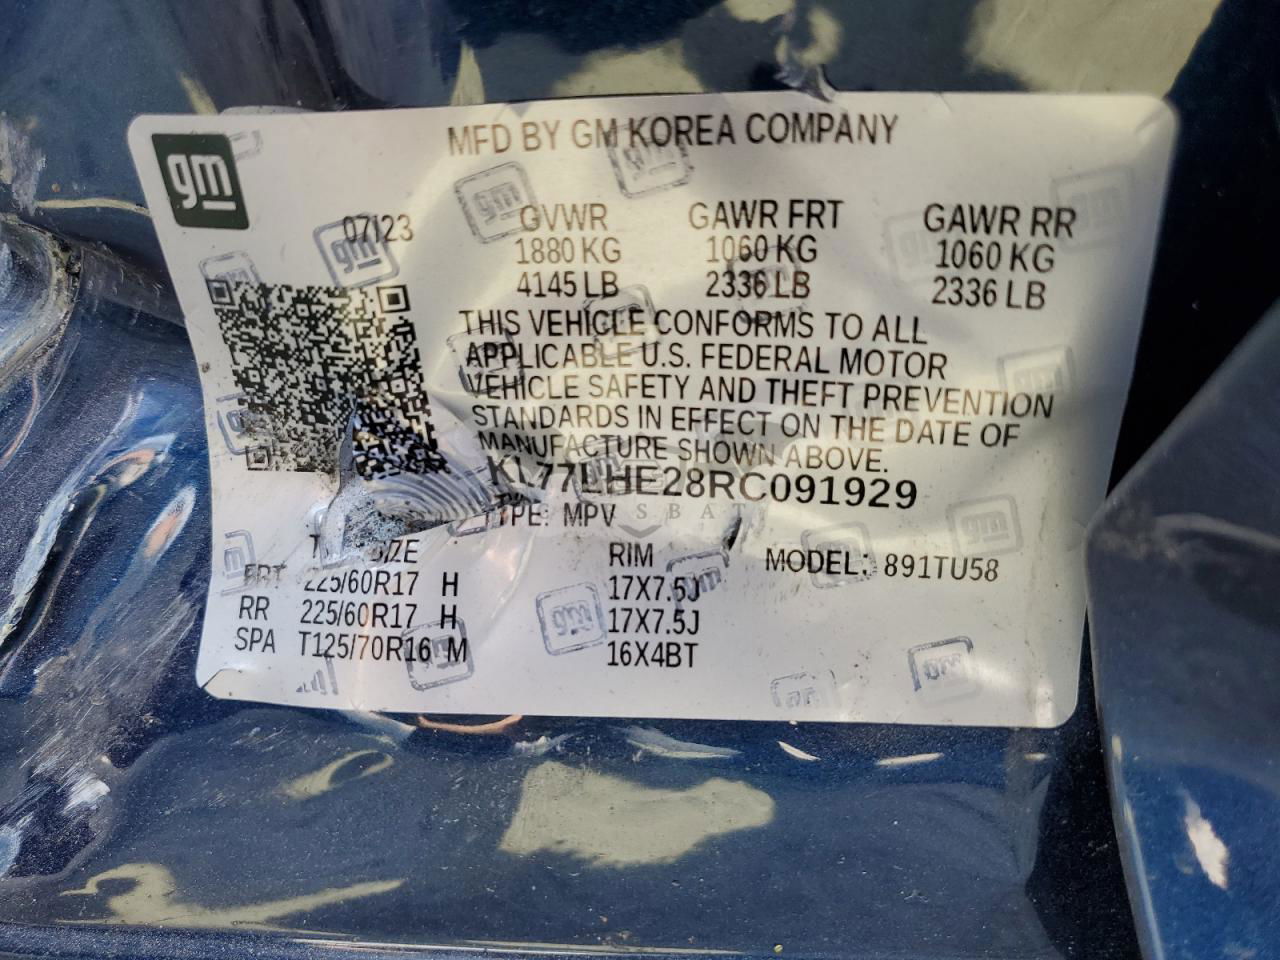 MFD BY GM KOREA COMPANY
gm
07/23
GVWR GAWR FRT GAWR RR
1880 KG 1060 KG 1060 KG
4145 LB 2336 LB 2336 LB
THIS VEHICLE CONFORMS TO ALL
APPLICABLE U.S. FEDERAL MOTOR
VEHICLE SAFETY AND THEFT PREVENTION
STANDARDS IN EFFECT ON THE DATE OF
MANUFACTURE SHOWN ABOVE.
KL77LHE28RC091929
TYPE: MPV
SIZE RIM MODEL: 891TU58
FRT 225/60R17 H 17X7.5J
RR 225/60R17 H 17X7.5J
SPA T125/70R16 M 16X4BT